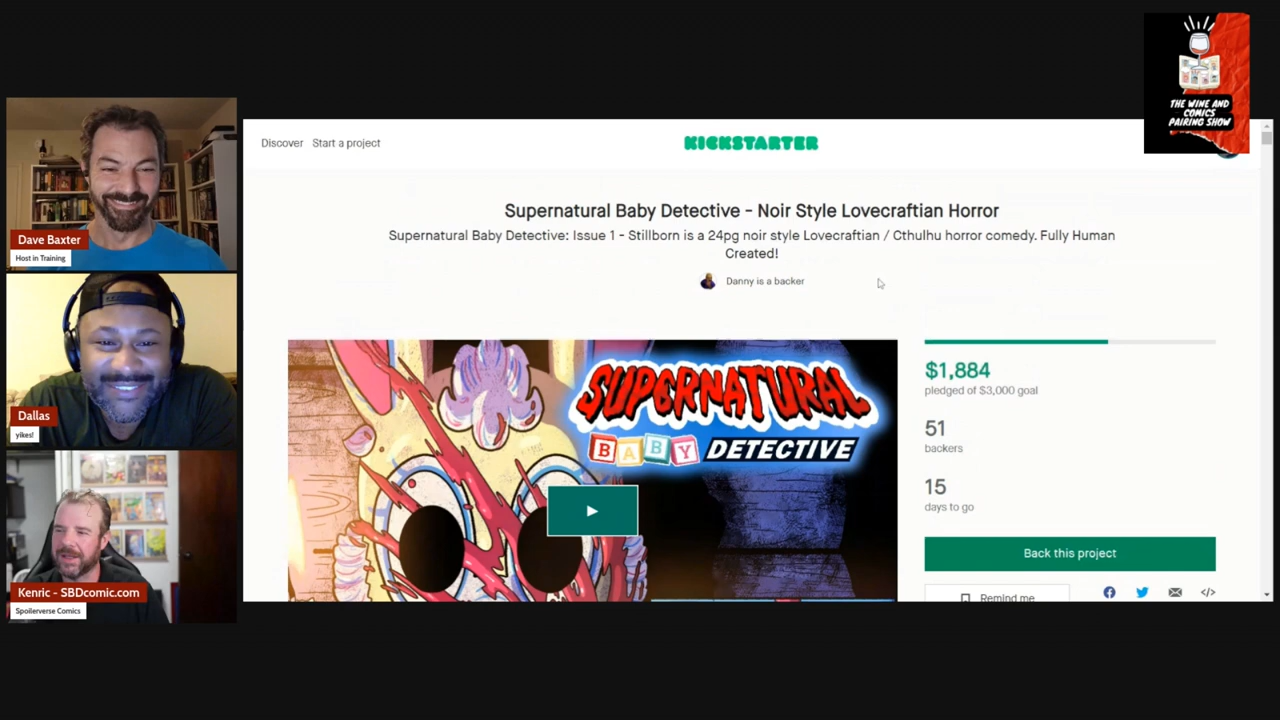 THE WINE AND
COMICS
PAIRING SHOW
Dave Baxter
Host in Training
Dallas
yikes!
Kenric - SBDcomic.com
Spoilerverse Comics
Discover Start a project
KICKSTARTER
Supernatural Baby Detective - Noir Style Lovecraftian Horror
Supernatural Baby Detective: Issue 1 - Stillborn is a 24pg noir style Lovecraftian / Cthulhu horror comedy. Fully Human
Created!
Danny is a backer
SUPERNATURAL
BABY DETECTIVE
$1,884
pledged of $3,000 goal
51
backers
15
days to go
Back this project
Remind me